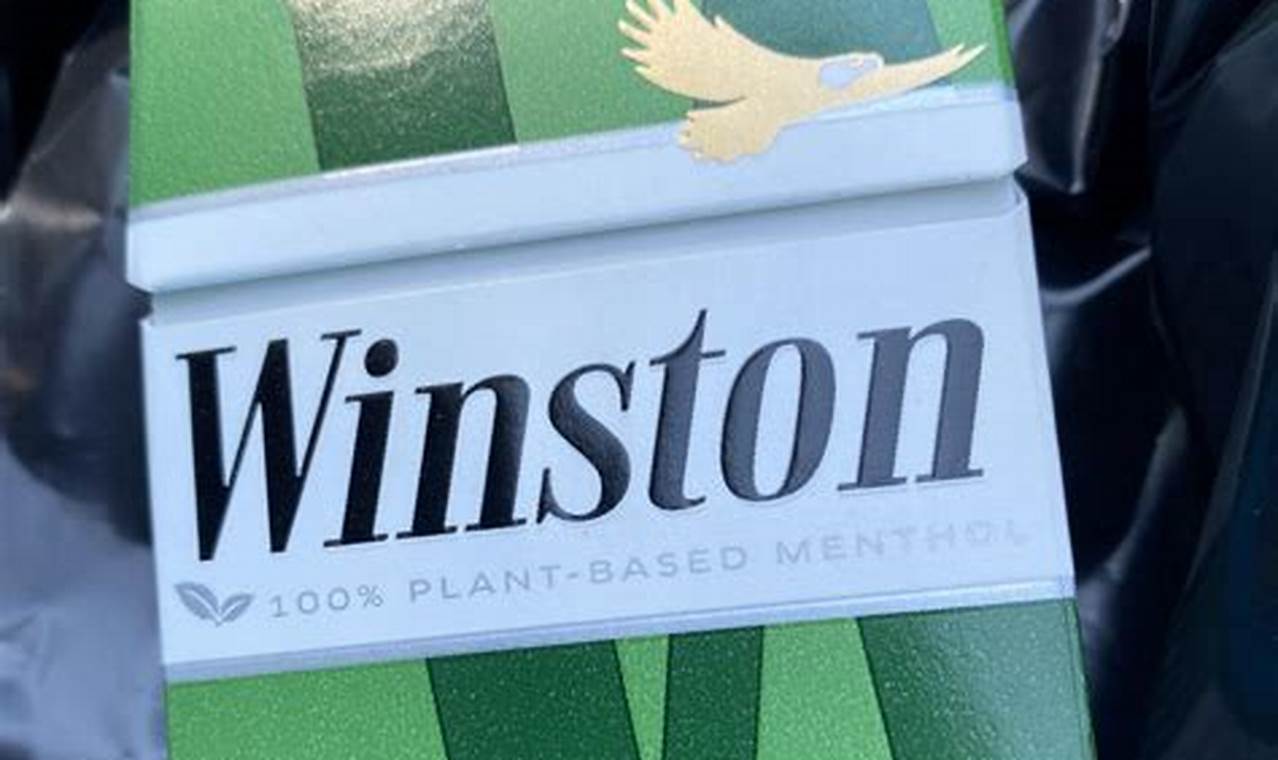 Winston
100% PLANT-BASED MENTHOL